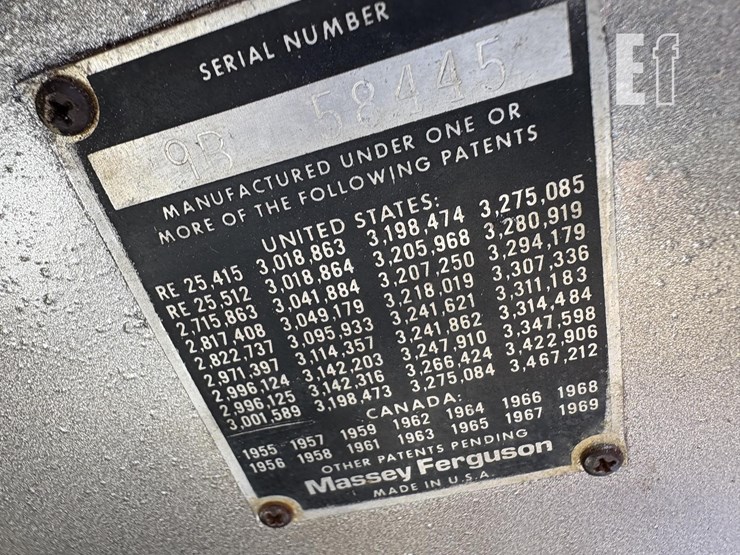 Ef
SERIAL NUMBER
9B 58445
MANUFACTURED UNDER ONE OR
MORE OF THE FOLLOWING PATENTS
UNITED STATES:
RE 25,415 3,018,863 3,198,474 3,275,085
RE 25,512 3,018,864 3,205,968 3,280,919
2,715,863 3,041,884 3,207,250 3,294,179
2,817,408 3,049,179 3,218,019 3,307,336
2,822,737 3,095,933 3,241,621 3,311,183
2,971,397 3,114,357 3,241,862 3,314,484
2,996,124 3,142,203 3,247,910 3,347,598
2,996,125 3,142,316 3,266,424 3,422,906
3,001,589 3,198,473 3,275,084 3,467,212
CANADA:
1955 1957 1959 1962 1964 1966 1968
1956 1958 1961 1963 1965 1967 1969
OTHER PATENTS PENDING
Massey Ferguson
MADE IN U.S.A.